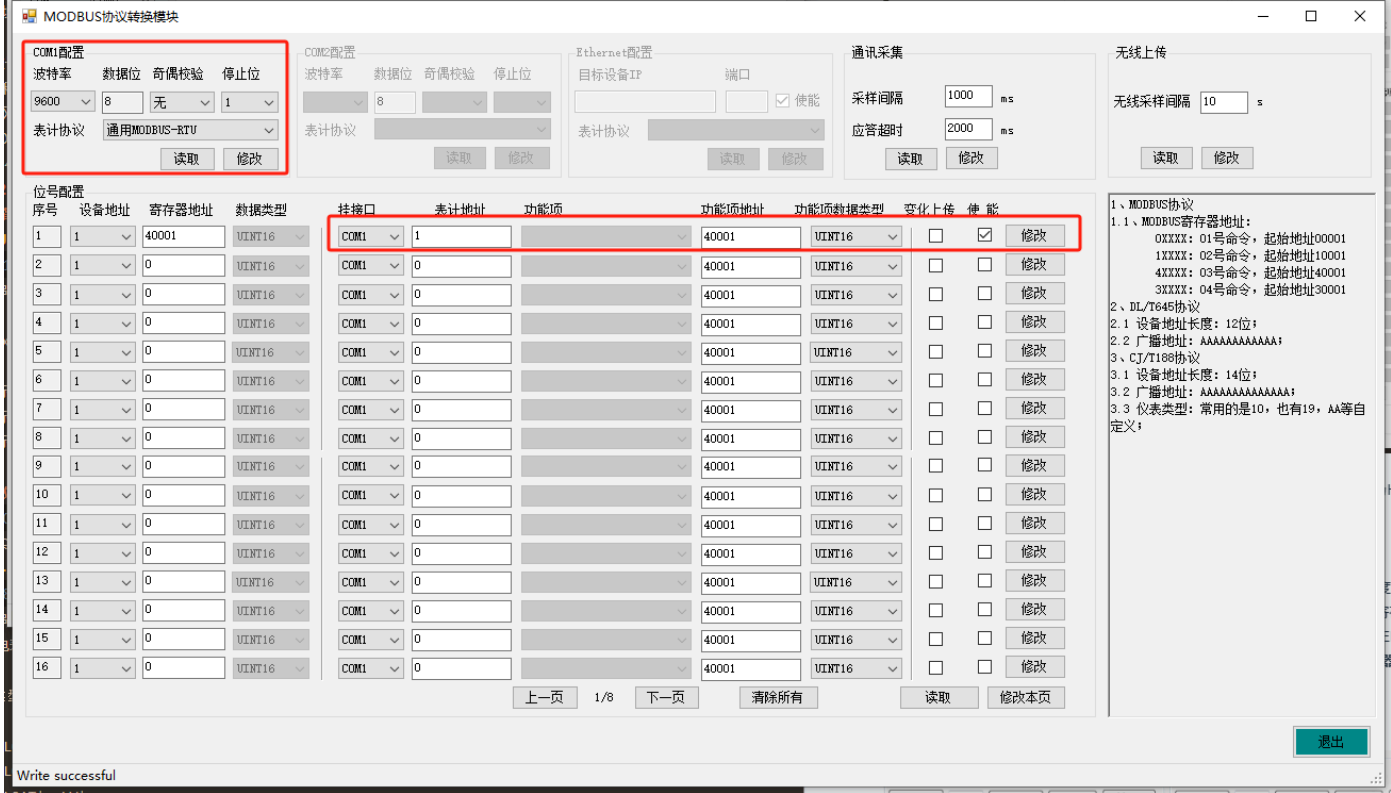 MODBUS协议转换模块
COM1配置
波特率 数据位 奇偶校验 停止位
9600 8 无 1
表计协议 通用MODBUS-RTU
读取 修改
COM2配置
波特率 数据位 奇偶校验 停止位
8
表计协议
读取 修改
Ethernet配置
目标设备IP 端口
使能
表计协议
读取 修改
通讯采集
采样间隔 1000 ms
应答超时 2000 ms
读取 修改
无线上传
无线采样间隔 10 s
读取 修改
位号配置
序号 设备地址 寄存器地址 数据类型 挂接口 表计地址 功能项 功能项地址 功能项数据类型 变化上传 使 能
1 1 40001 UINT16 COM1 1 40001 UINT16 修改
2 1 0 UINT16 COM1 0 40001 UINT16 修改
3 1 0 UINT16 COM1 0 40001 UINT16 修改
4 1 0 UINT16 COM1 0 40001 UINT16 修改
5 1 0 UINT16 COM1 0 40001 UINT16 修改
6 1 0 UINT16 COM1 0 40001 UINT16 修改
7 1 0 UINT16 COM1 0 40001 UINT16 修改
8 1 0 UINT16 COM1 0 40001 UINT16 修改
9 1 0 UINT16 COM1 0 40001 UINT16 修改
10 1 0 UINT16 COM1 0 40001 UINT16 修改
11 1 0 UINT16 COM1 0 40001 UINT16 修改
12 1 0 UINT16 COM1 0 40001 UINT16 修改
13 1 0 UINT16 COM1 0 40001 UINT16 修改
14 1 0 UINT16 COM1 0 40001 UINT16 修改
15 1 0 UINT16 COM1 0 40001 UINT16 修改
16 1 0 UINT16 COM1 0 40001 UINT16 修改
上一页 1/8 下一页 清除所有 读取 修改本页
1、MODBUS协议
1.1、MODBUS寄存器地址:
0XXXX: 01号命令，起始地址00001
1XXXX: 02号命令，起始地址10001
4XXXX: 03号命令，起始地址40001
3XXXX: 04号命令，起始地址30001
2、DL/T645协议
2.1 设备地址长度: 12位;
2.2 广播地址: AAAAAAAAAAAA;
3、CJ/T188协议
3.1 设备地址长度: 14位;
3.2 广播地址: AAAAAAAAAAAAAA;
3.3 仪表类型: 常用的是10，也有19，AA等自
定义;
退出
Write successful